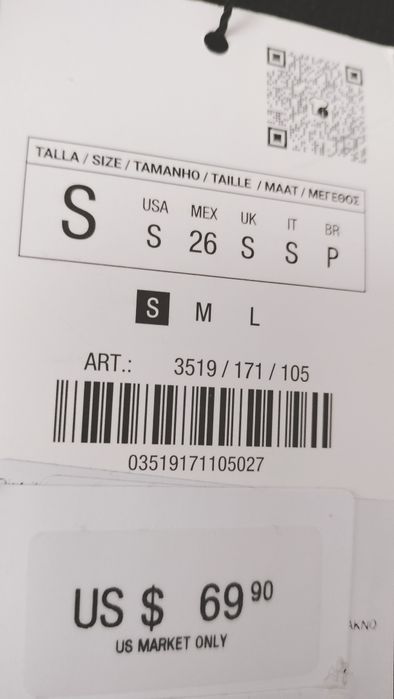 TALLA / SIZE / TAMANHO / TAILLE / MAAT / ΜΕΓΕΘΟΣ
S
USA MEX UK IT BR
S 26 S S P
S M L
ART.: 3519 / 171 / 105
03519171105027
US $ 69 90
US MARKET ONLY